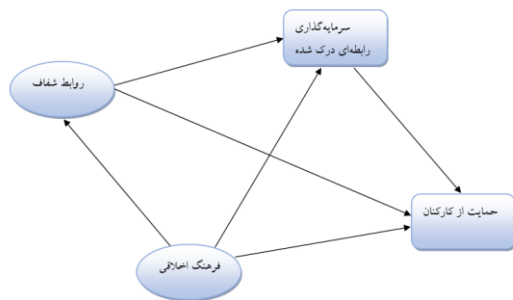 سرمایه‌گذاری
رابطه‌ای درک شده
روابط شفاف
حمایت از کارکنان
فرهنگ اخلاقی